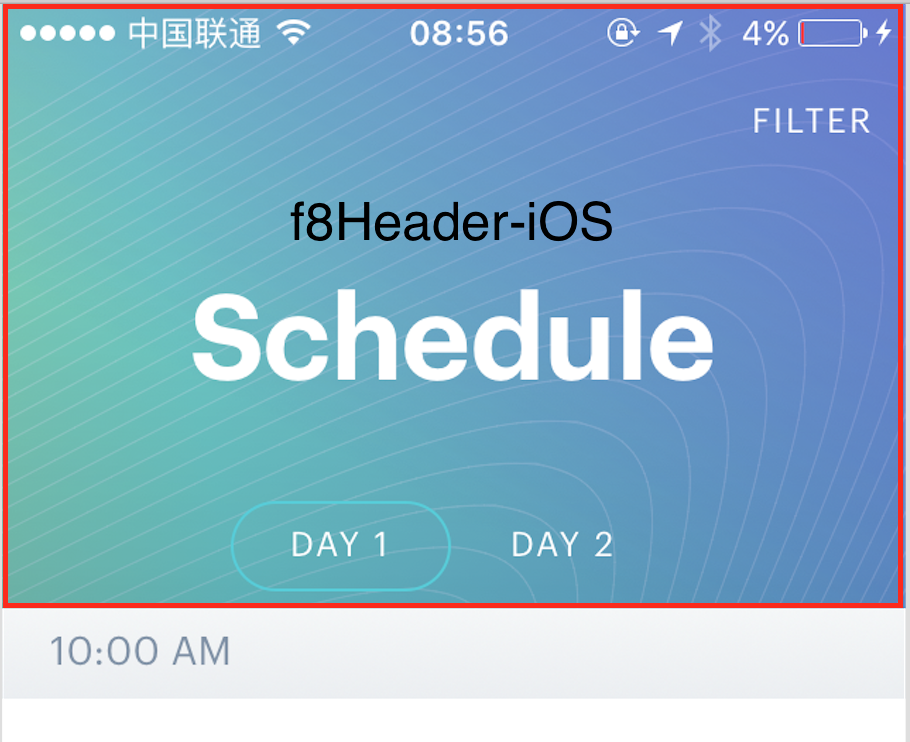 中国联通 08:56 4%
FILTER
f8Header-iOS
Schedule
DAY 1 DAY 2
10:00 AM